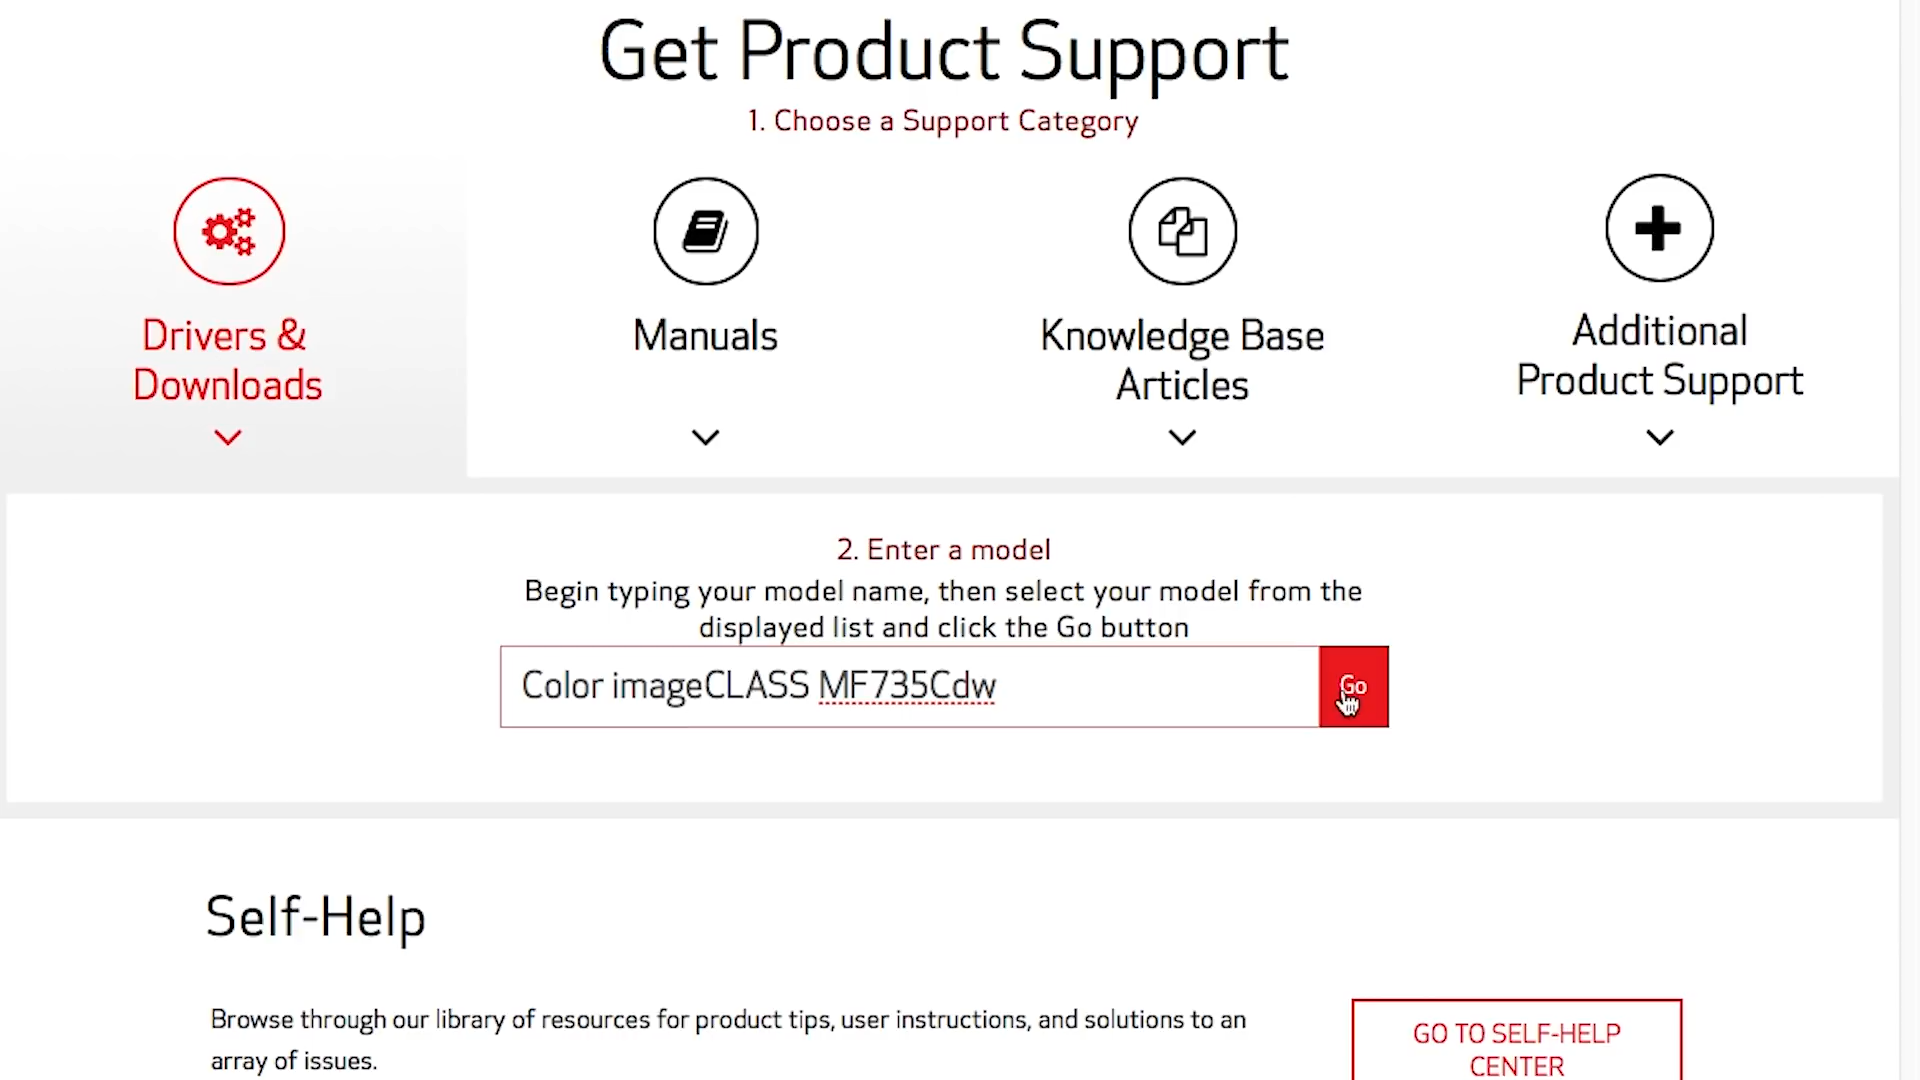 Get Product Support
1. Choose a Support Category
Drivers &
Downloads
Manuals
Knowledge Base
Articles
Additional
Product Support
2. Enter a model
Begin typing your model name, then select your model from the
displayed list and click the Go button
Color imageCLASS MF735Cdw
Go
Self-Help
Browse through our library of resources for product tips, user instructions, and solutions to an
array of issues.
GO TO SELF-HELP
CENTER